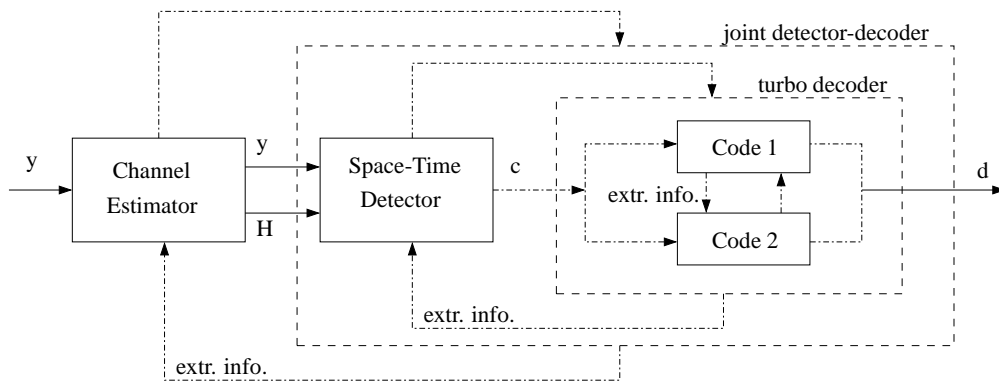 joint detector-decoder
turbo decoder
y
Channel
Estimator
y
H
Space-Time
Detector
c
Code 1
extr. info.
Code 2
d
extr. info.
extr. info.